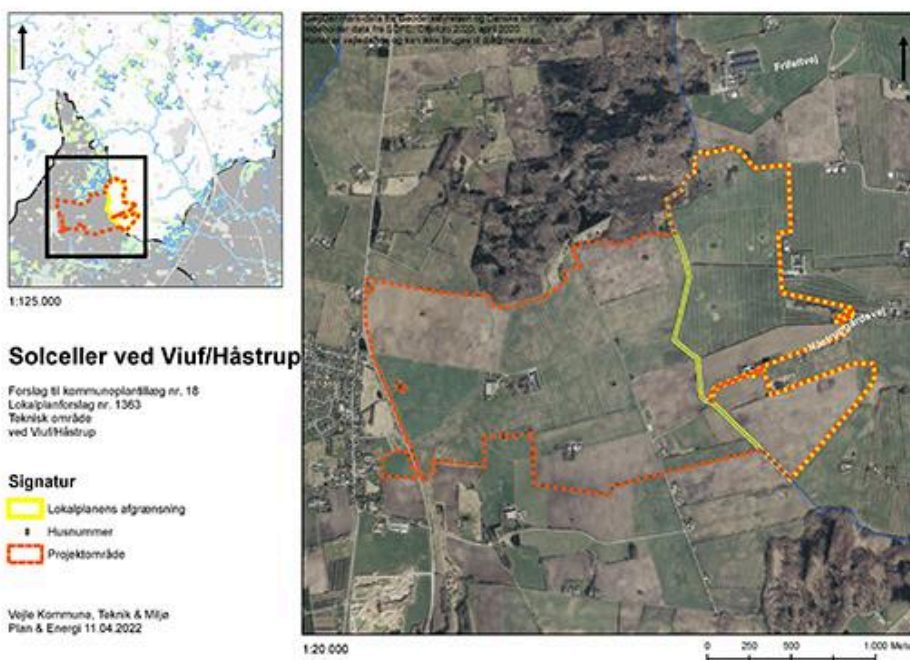 1:125.000
Solceller ved Viuf/Håstrup
Forslag til kommuneplantillæg nr. 18
Lokalplanforslag nr. 1363
Teknisk område
ved Viuf/Håstrup
Signatur
Lokalplanens afgrænsning
Husnummer
Projektområde
Vejle Kommune, Teknik & Miljø
Plan & Energi 11.04.2022
Håstrupgårdsvej
1:20 000
0 250 500 1.000